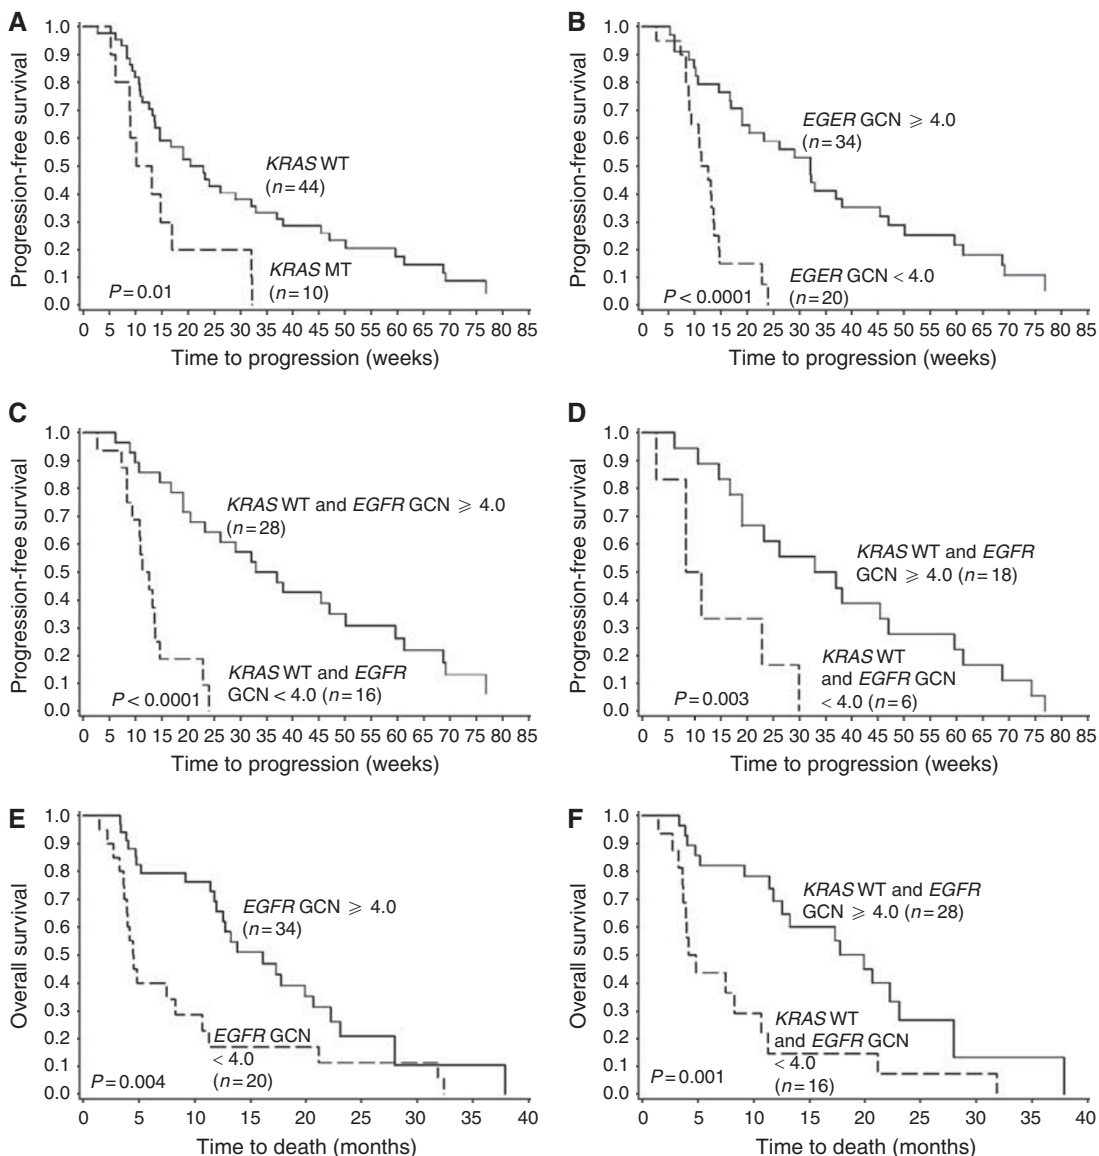 A
1.0
0.9
0.8
0.7
0.6
0.5
0.4
0.3
0.2
0.1
0.0
Progression-free survival
KRAS WT
(n=44)
KRAS MT
(n=10)
P=0.01
0 5 10 15 20 25 30 35 40 45 50 55 60 65 70 75 80 85
Time to progression (weeks)
B
1.0
0.9
0.8
0.7
0.6
0.5
0.4
0.3
0.2
0.1
0.0
Progression-free survival
EGER GCN ⩾ 4.0
(n=34)
EGER GCN < 4.0
(n=20)
P<0.0001
0 5 10 15 20 25 30 35 40 45 50 55 60 65 70 75 80 85
Time to progression (weeks)
C
1.0
0.9
0.8
0.7
0.6
0.5
0.4
0.3
0.2
0.1
0.0
Progression-free survival
KRAS WT and EGFR GCN ⩾ 4.0
(n=28)
KRAS WT and EGFR
GCN < 4.0 (n=16)
P<0.0001
0 5 10 15 20 25 30 35 40 45 50 55 60 65 70 75 80 85
Time to progression (weeks)
D
1.0
0.9
0.8
0.7
0.6
0.5
0.4
0.3
0.2
0.1
0.0
Progression-free survival
KRAS WT and EGFR
GCN ⩾ 4.0 (n=18)
KRAS WT
and EGFR GCN
< 4.0 (n=6)
P=0.003
0 5 10 15 20 25 30 35 40 45 50 55 60 65 70 75 80 85
Time to progression (weeks)
E
1.0
0.9
0.8
0.7
0.6
0.5
0.4
0.3
0.2
0.1
0.0
Overall survival
EGFR GCN ⩾ 4.0
(n=34)
EGFR GCN
< 4.0
(n=20)
P=0.004
0 5 10 15 20 25 30 35 40
Time to death (months)
F
1.0
0.9
0.8
0.7
0.6
0.5
0.4
0.3
0.2
0.1
0.0
Overall survival
KRAS WT and EGFR
GCN ⩾ 4.0 (n=28)
KRAS WT
and EGFR GCN
< 4.0
(n=16)
P=0.001
0 5 10 15 20 25 30 35 40
Time to death (months)